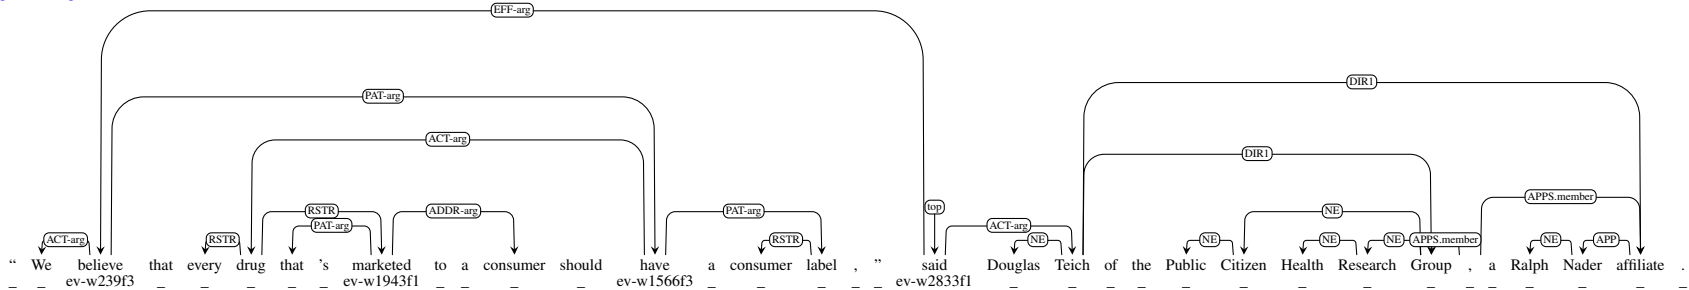 EFF-arg
DIR1
PAT-arg
ACT-arg
DIR1
APPS.member
top
RSTR ADDR-arg PAT-arg NE
PAT-arg ACT-arg
ACT-arg RSTR RSTR NE NE NE NE APPS.member NE APP
“ We believe that every drug that ’s marketed to a consumer should have a consumer label , ” said Douglas Teich of the Public Citizen Health Research Group , a Ralph Nader affiliate .
_ _ ev-w239f3 _ _ _ _ _ ev-w1943f1 _ _ _ _ ev-w1566f3 _ _ _ _ _ ev-w2833f1 _ _ _ _ _ _ _ _ _ _ _ _ _ _ _